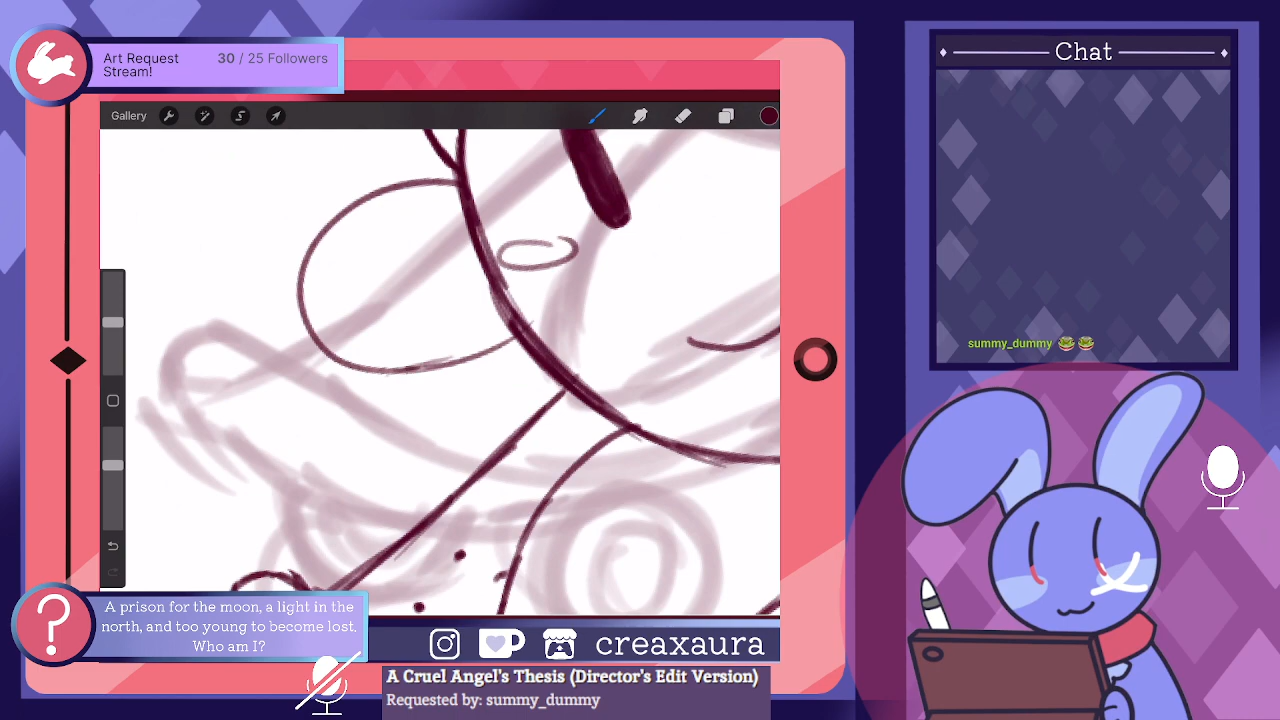 Art Request
Stream!
30 / 25 Followers
Chat
Gallery
summy_dummy
A prison for the moon, a light in the
north, and too young to become lost.
Who am I?
creaxaura
A Cruel Angel's Thesis (Director's Edit Version)
Requested by: summy_dummy